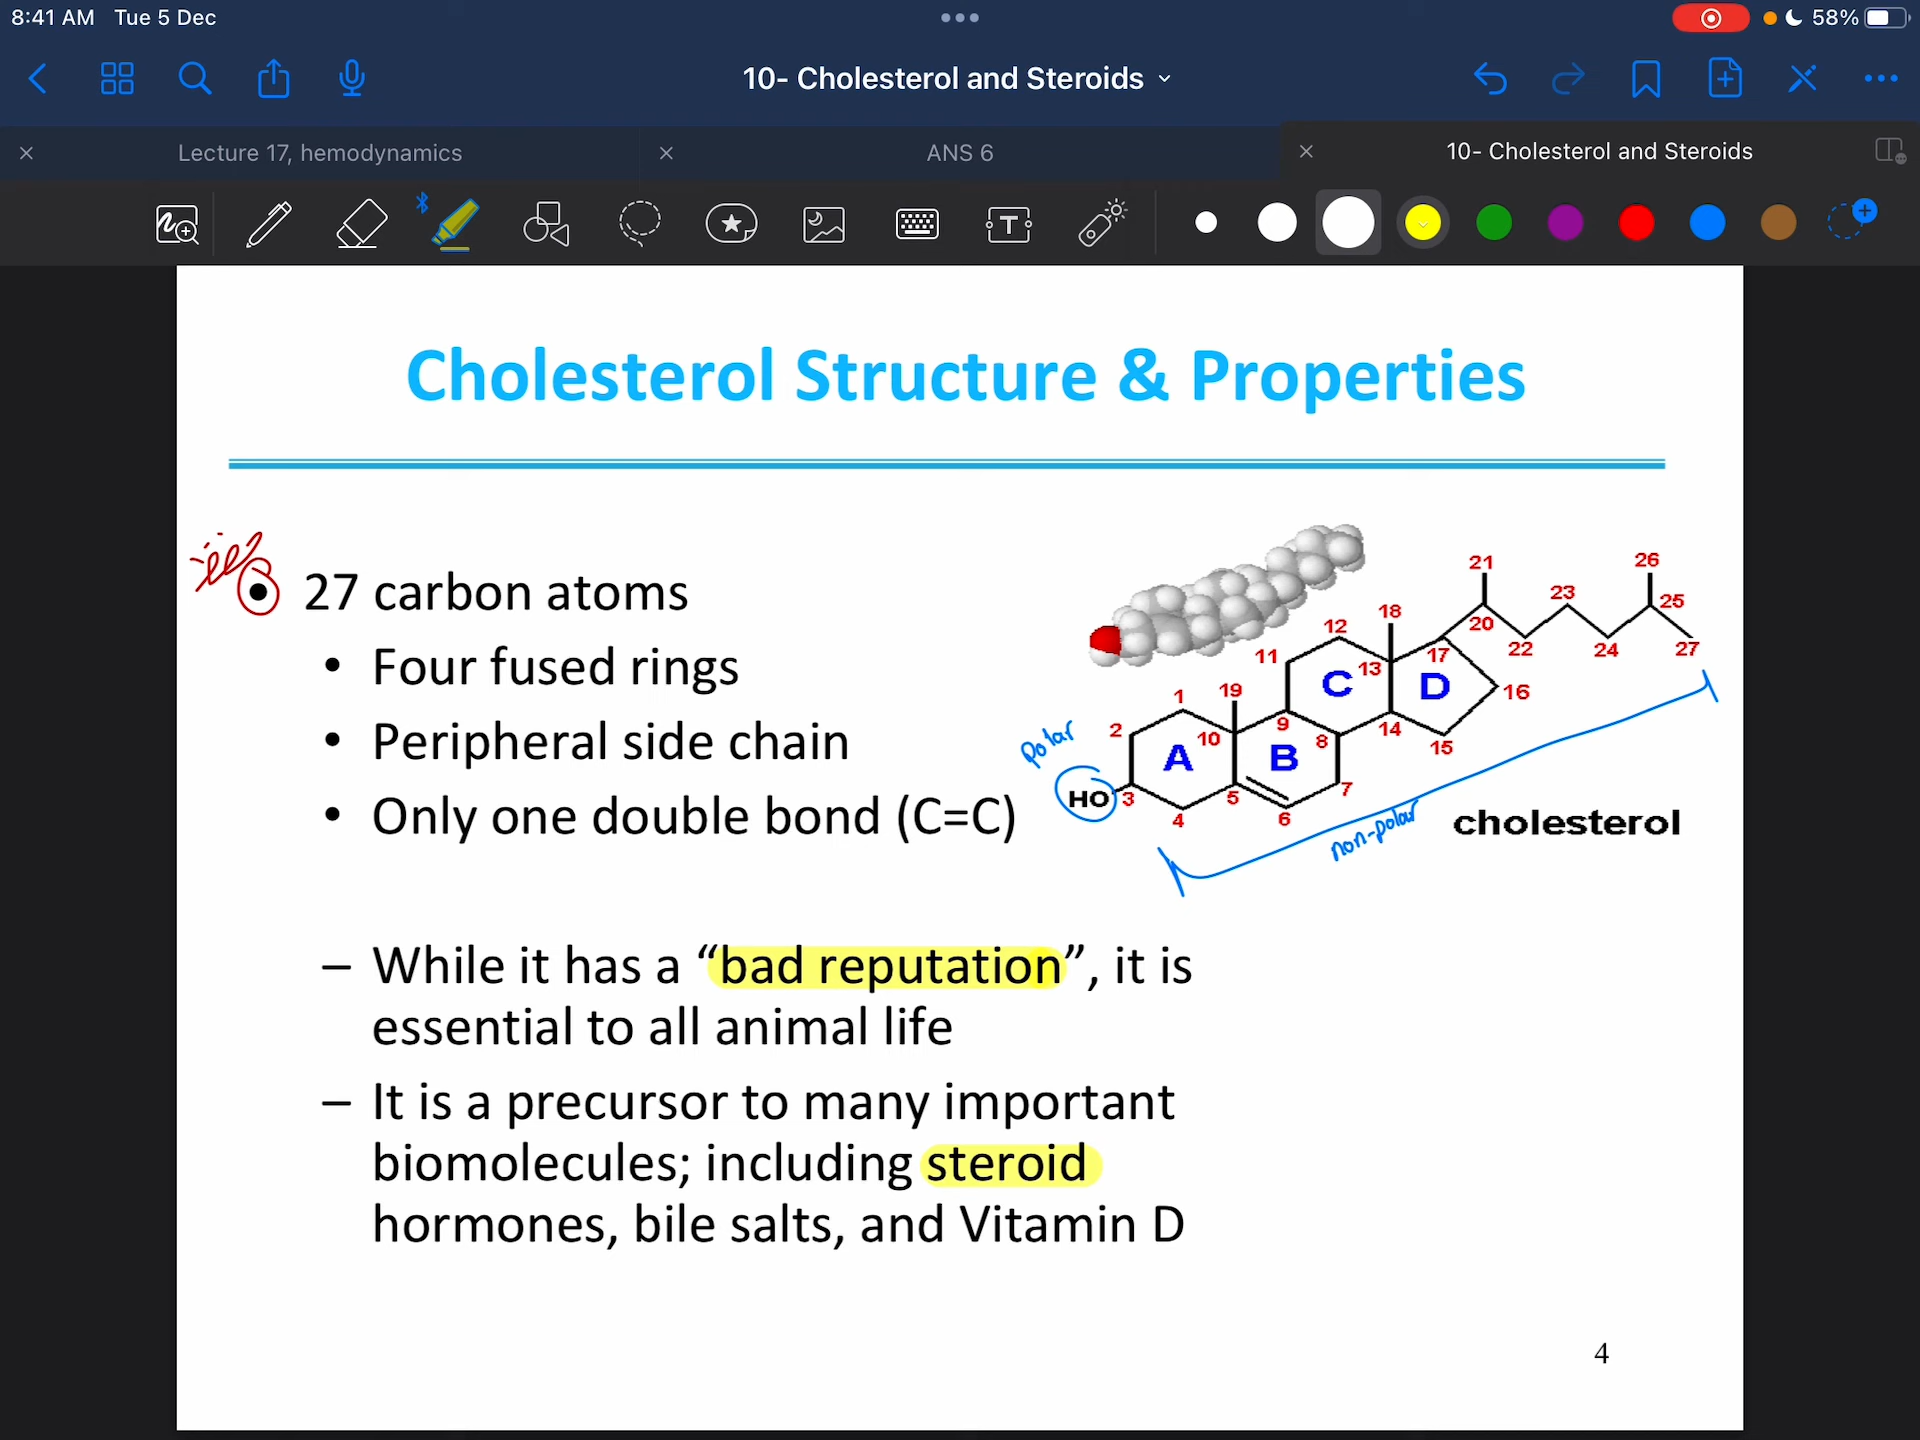 8:41 AM Tue 5 Dec
58%
10- Cholesterol and Steroids
Lecture 17, hemodynamics
ANS 6
10- Cholesterol and Steroids
Cholesterol Structure & Properties
• 27 carbon atoms
• Four fused rings
• Peripheral side chain
• Only one double bond (C=C)
polar
HO
A
B
C
D
1
2
3
4
5
6
7
8
9
10
11
12
13
14
15
16
17
18
19
20
21
22
23
24
25
26
27
non-polar
cholesterol
– While it has a “bad reputation”, it is
essential to all animal life
– It is a precursor to many important
biomolecules; including steroid
hormones, bile salts, and Vitamin D
4